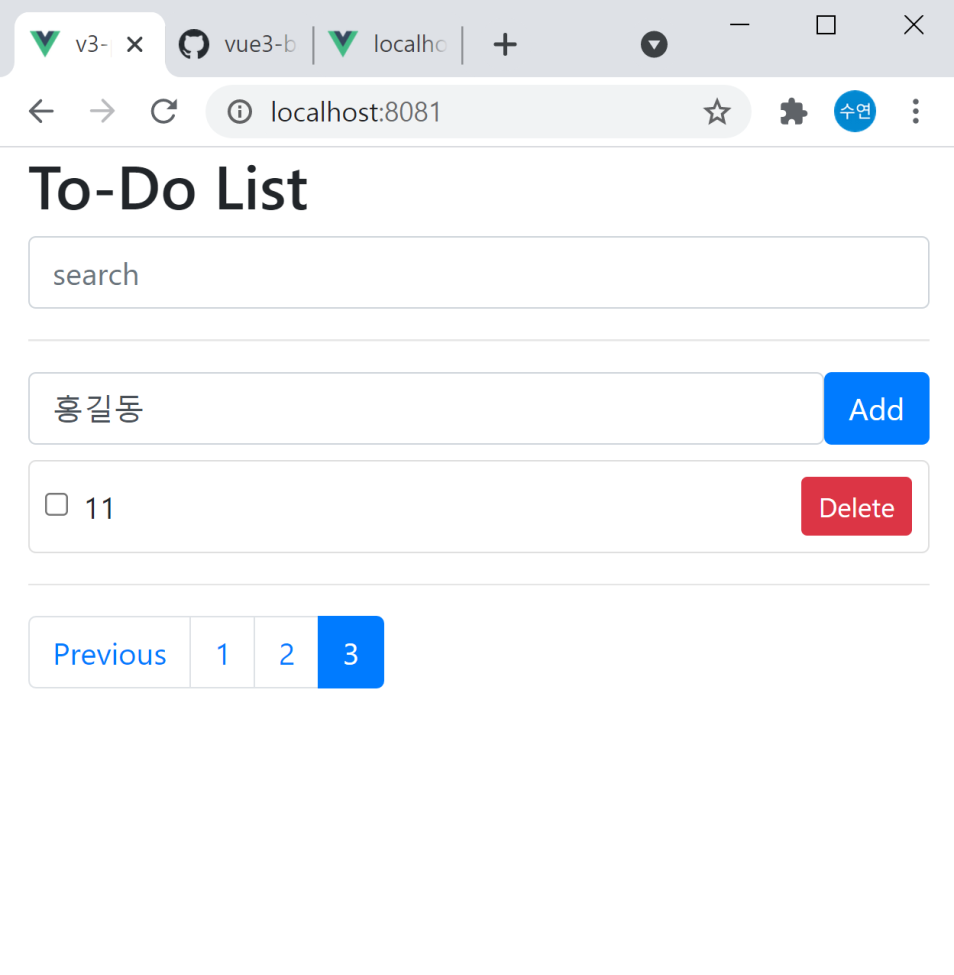 v3-
vue3-b
localho
localhost:8081
수연
To-Do List
search
홍길동 Add
11 Delete
Previous 1 2 3